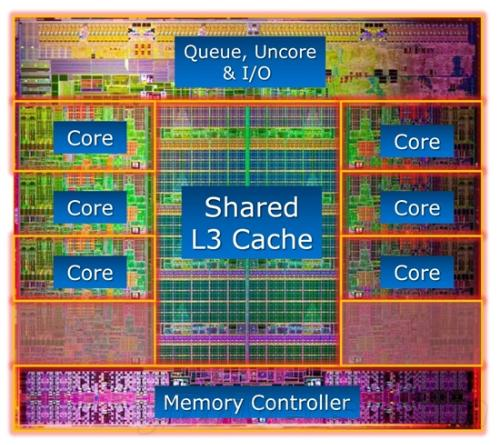 Queue, Uncore
& I/O
Core
Core
Core
Core
Shared
L3 Cache
Core
Core
Memory Controller